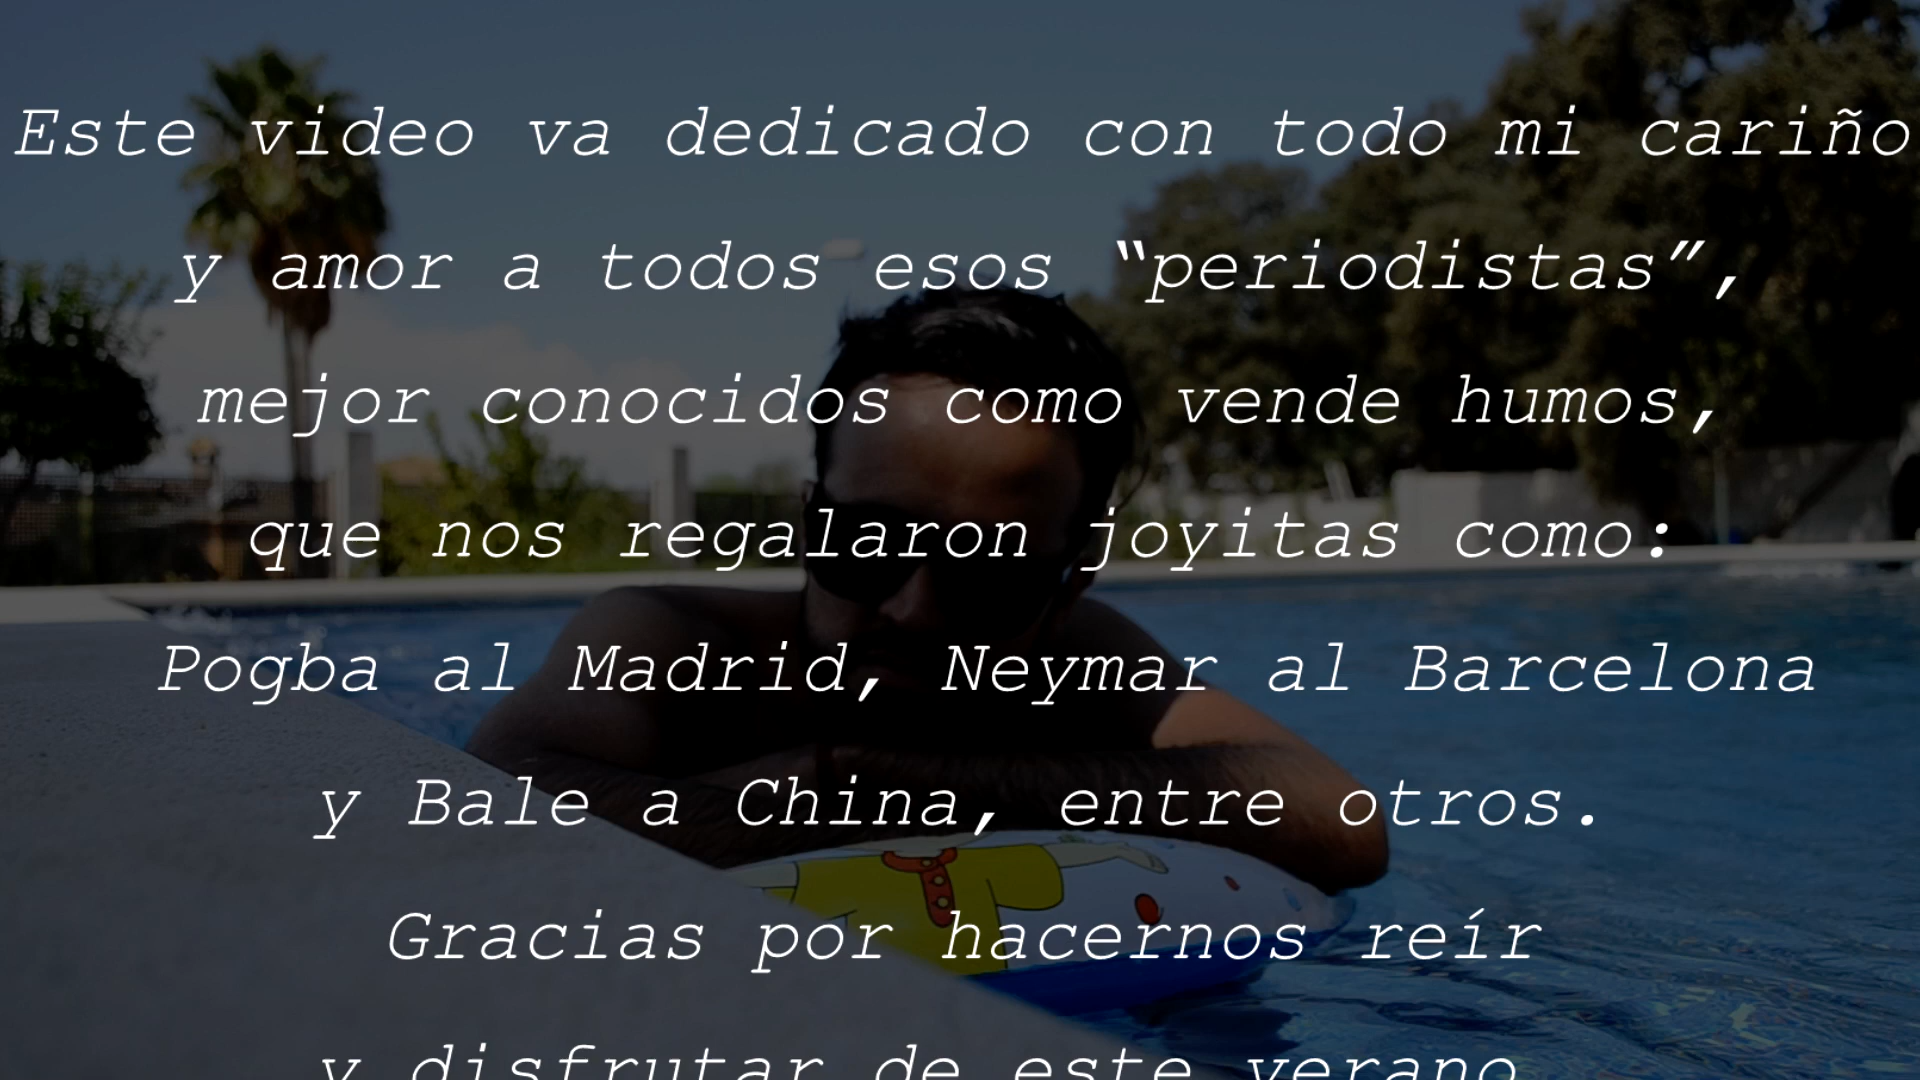 Este video va dedicado con todo mi cariño
y amor a todos esos “periodistas”,
mejor conocidos como vende humos,
que nos regalaron joyitas como:
Pogba al Madrid, Neymar al Barcelona
y Bale a China, entre otros.
Gracias por hacernos reír
y disfrutar de este verano